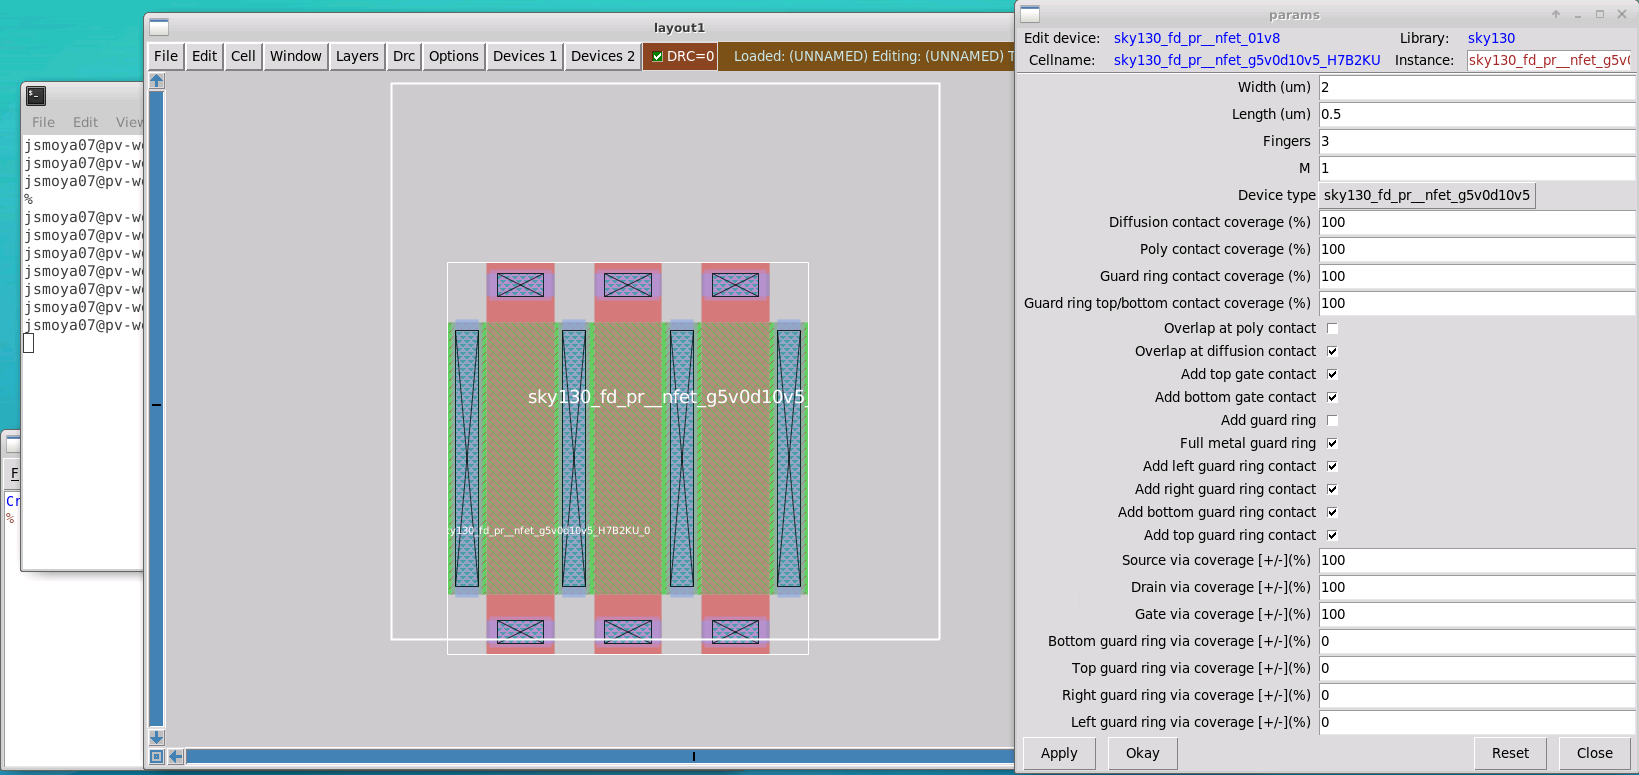 layout1
File Edit Cell Window Layers Drc Options Devices 1 Devices 2 DRC=0 Loaded: (UNNAMED) Editing: (UNNAMED) T
File Edit View
jsmoya07@pv-w
jsmoya07@pv-w
jsmoya07@pv-w
%
jsmoya07@pv-w
jsmoya07@pv-w
jsmoya07@pv-w
jsmoya07@pv-w
jsmoya07@pv-w
jsmoya07@pv-w
jsmoya07@pv-w
F
Cr
%
sky130_fd_pr__nfet_g5v0d10v5_
ky130_fd_pr__nfet_g5v0d10v5_H7B2KU_0
params
Edit device: sky130_fd_pr__nfet_01v8 Library: sky130
Cellname: sky130_fd_pr__nfet_g5v0d10v5_H7B2KU Instance: sky130_fd_pr__nfet_g5v0
Width (um) 2
Length (um) 0.5
Fingers 3
M 1
Device type sky130_fd_pr__nfet_g5v0d10v5
Diffusion contact coverage (%) 100
Poly contact coverage (%) 100
Guard ring contact coverage (%) 100
Guard ring top/bottom contact coverage (%) 100
Overlap at poly contact
Overlap at diffusion contact
Add top gate contact
Add bottom gate contact
Add guard ring
Full metal guard ring
Add left guard ring contact
Add right guard ring contact
Add bottom guard ring contact
Add top guard ring contact
Source via coverage [+/-](%) 100
Drain via coverage [+/-](%) 100
Gate via coverage [+/-](%) 100
Bottom guard ring via coverage [+/-](%) 0
Top guard ring via coverage [+/-](%) 0
Right guard ring via coverage [+/-](%) 0
Left guard ring via coverage [+/-](%) 0
Apply Okay Reset Close